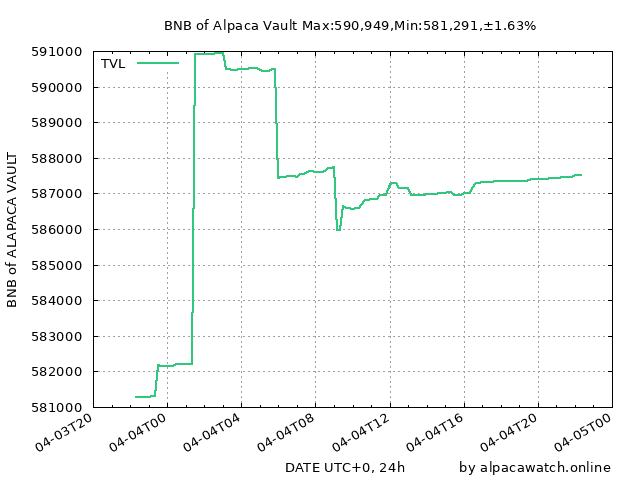 BNB of Alpaca Vault Max:590,949,Min:581,291,±1.63%
TVL
591000
590000
589000
588000
587000
586000
585000
584000
583000
582000
581000
BNB of ALAPACA VAULT
04-03T20
04-04T00
04-04T04
04-04T08
04-04T12
04-04T16
04-04T20
04-05T00
DATE UTC+0, 24h
by alpacawatch.online